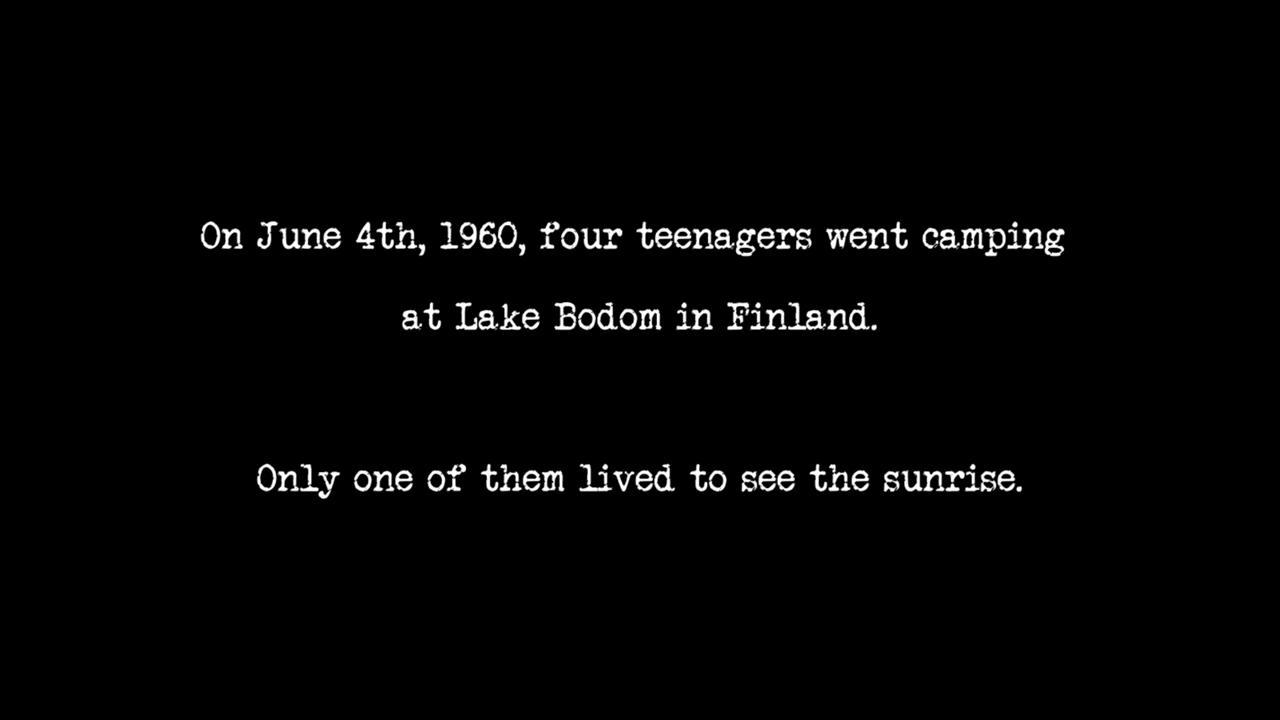 On June 4th, 1960, four teenagers went camping
at Lake Bodom in Finland.
Only one of them lived to see the sunrise.